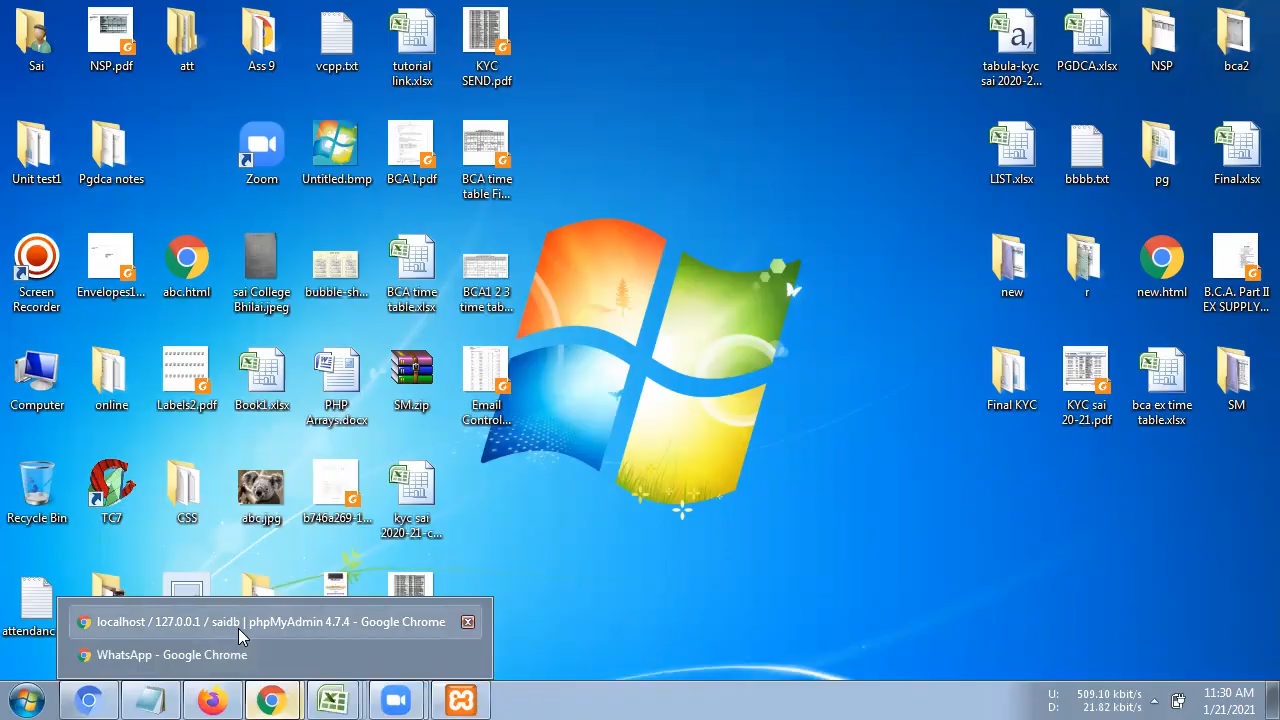 Sai
NSP.pdf
att
Ass 9
vcpp.txt
tutorial
link.xlsx
KYC
SEND.pdf
a,
tabula-kyc
sai 2020-2...
PGDCA.xlsx
NSP
bca2
Unit test1
Pgdca notes
Zoom
Untitled.bmp
BCA I.pdf
BCA time
table Fi...
LIST.xlsx
bbbb.txt
pg
Final.xlsx
Screen
Recorder
Envelopes1...
abc.html
sai College
Bhilai.jpeg
bubble-sh...
BCA time
table.xlsx
BCA1 2 3
time tab...
new
r
new.html
B.C.A. Part II
EX SUPPLY...
Computer
online
Labels2.pdf
Book1.xlsx
PHP
Arrays.docx
SM.zip
Email
Control...
Final KYC
KYC sai
20-21.pdf
bca ex time
table.xlsx
SM
Recycle Bin
TC7
CSS
abc.jpg
b746a269-1...
kyc sai
2020-21-c...
attendanc
localhost / 127.0.0.1 / saidb | phpMyAdmin 4.7.4 - Google Chrome
WhatsApp - Google Chrome
U: 509.10 kbit/s
D: 21.82 kbit/s
11:30 AM
1/21/2021